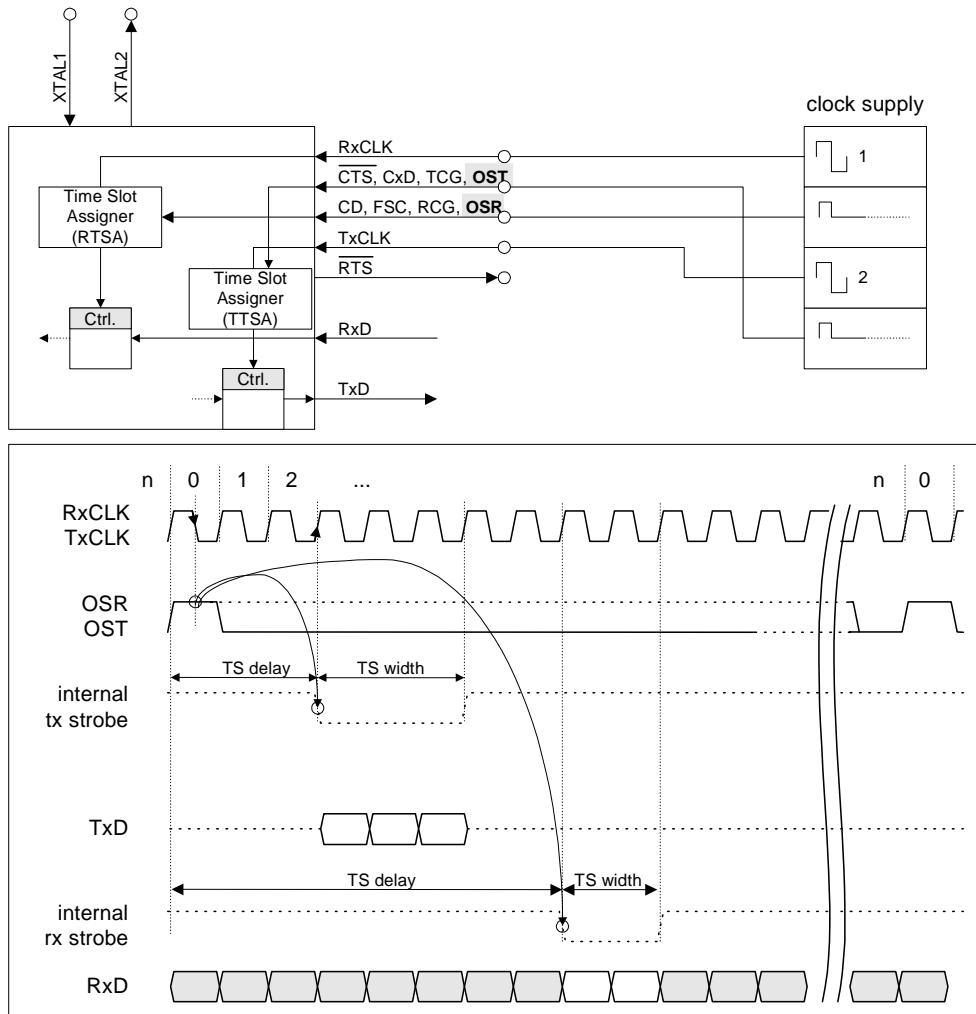 XTAL1
XTAL2
clock supply
RxCLK
1
CTS, CxD, TCG, OST
Time Slot
Assigner
(RTSA)
CD, FSC, RCG, OSR
TxCLK
RTS
2
Time Slot
Assigner
(TTSA)
Ctrl.
RxD
Ctrl.
TxD
n 0 1 2 ... n 0
RxCLK
TxCLK
OSR
OST
TS delay TS width
internal
tx strobe
TxD
TS delay TS width
internal
rx strobe
RxD